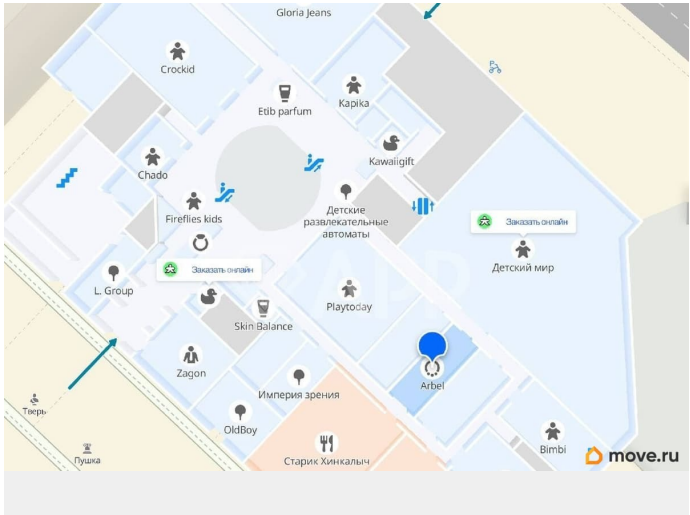 Gloria Jeans
Crockid
Etib parfum
Kapika
Kawaiigift
Chado
Fireflies kids
Детские
развлекательные
автоматы
Заказать онлайн
Детский мир
Заказать онлайн
L. Group
Playtoday
Skin Balance
Zagon
Империя зрения
Arbel
Тверь
OldBoy
Пушка
Старик Хинкалыч
Bimbi
move.ru